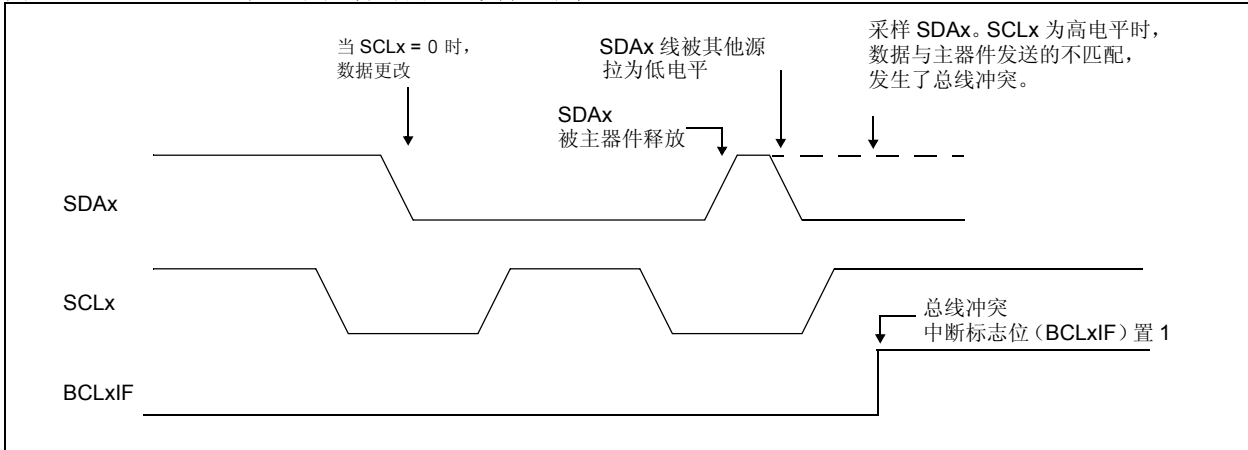 当 SCLx = 0 时，
数据更改
SDAx 线被其他源
拉为低电平
采样 SDAx。SCLx 为高电平时，
数据与主器件发送的不匹配，
发生了总线冲突。
SDAx
被主器件释放
SDAx
SCLx
总线冲突
中断标志位（BCLxIF）置 1
BCLxIF